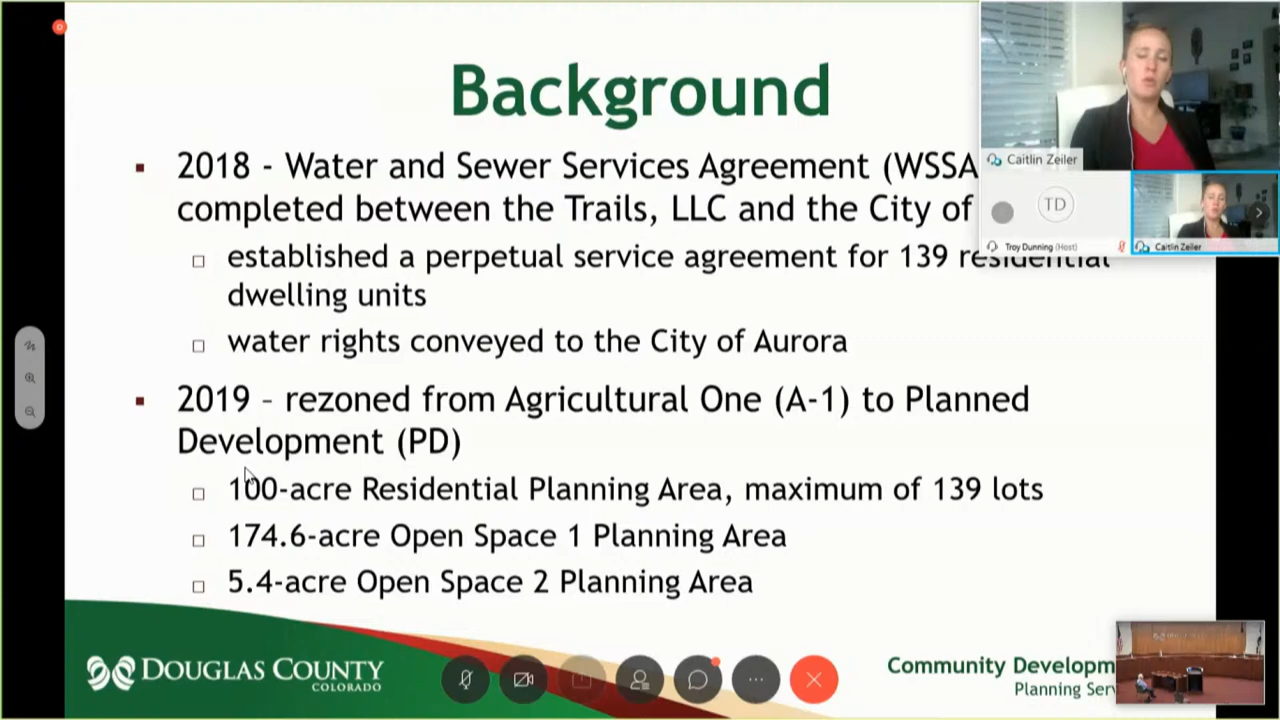 Background
▪ 2018 - Water and Sewer Services Agreement (WSSA
completed between the Trails, LLC and the City of
□ established a perpetual service agreement for 139 residential
dwelling units
□ water rights conveyed to the City of Aurora
▪ 2019 – rezoned from Agricultural One (A-1) to Planned
Development (PD)
□ 100-acre Residential Planning Area, maximum of 139 lots
□ 174.6-acre Open Space 1 Planning Area
□ 5.4-acre Open Space 2 Planning Area
Caitlin Zeiler
TD
Troy Dunning (Host)
Caitlin Zeiler
DOUGLAS COUNTY
COLORADO
Community Developm
Planning Serv